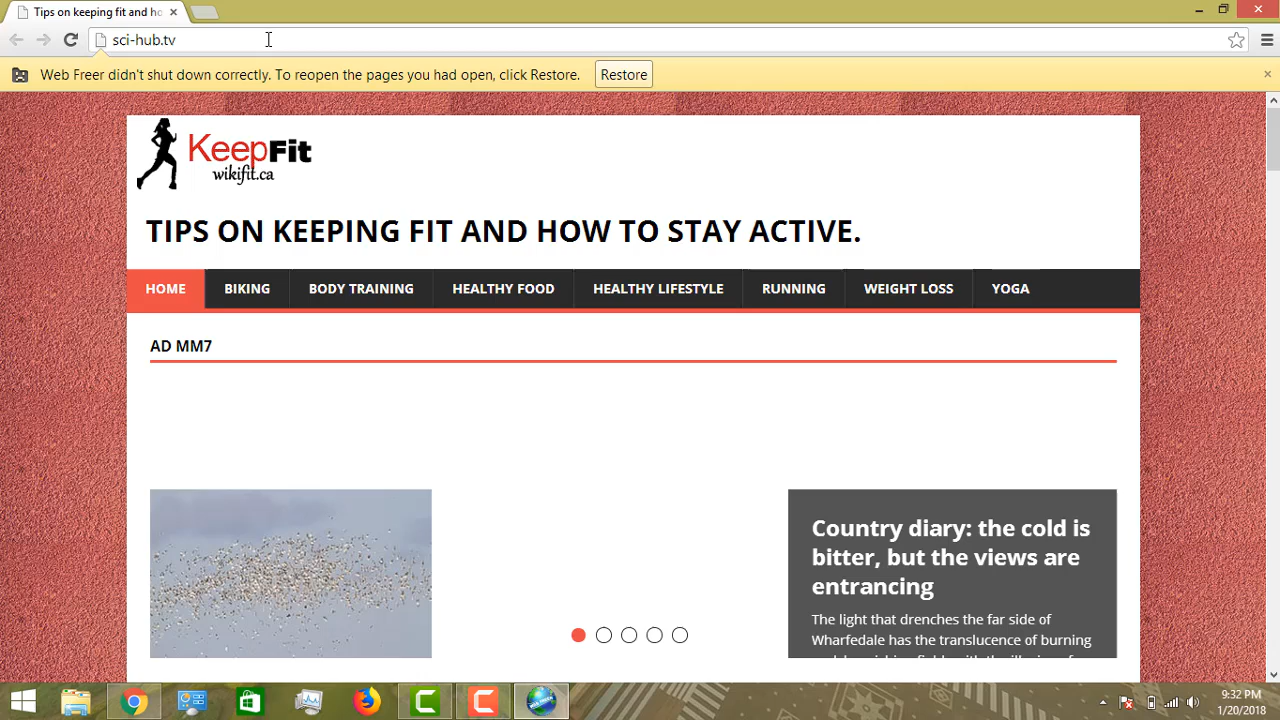 Tips on keeping fit and ho
sci-hub.tv
Web Freer didn't shut down correctly. To reopen the pages you had open, click Restore. Restore
KeepFit
wikifit.ca
TIPS ON KEEPING FIT AND HOW TO STAY ACTIVE.
HOME BIKING BODY TRAINING HEALTHY FOOD HEALTHY LIFESTYLE RUNNING WEIGHT LOSS YOGA
AD MM7
Country diary: the cold is
bitter, but the views are
entrancing
The light that drenches the far side of
Wharfedale has the translucence of burning
9:32 PM
1/20/2018